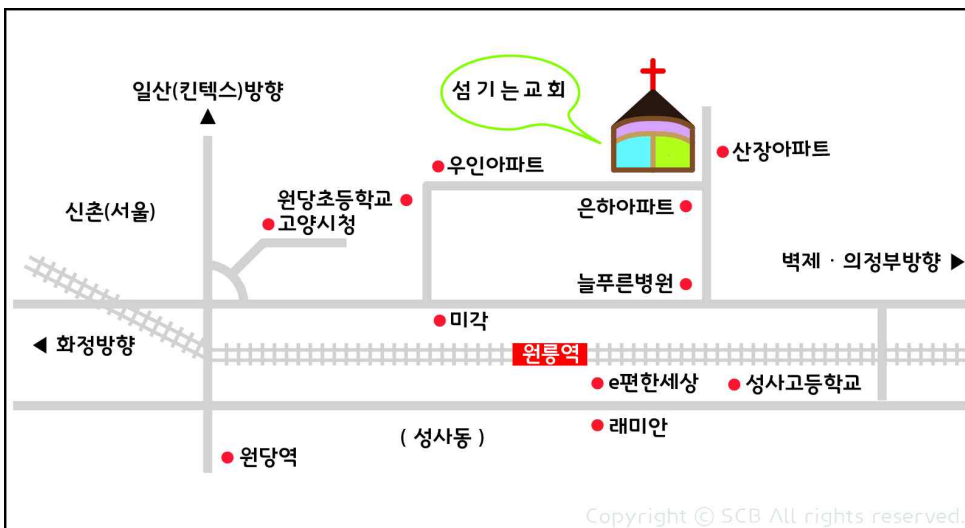 일산(킨텍스)방향
섬기는교회
산장아파트
우인아파트
원당초등학교
고양시청
신촌(서울)
은하아파트
벽제 · 의정부방향
늘푸른병원
미각
화정방향
원릉역
e편한세상
성사고등학교
래미안
( 성사동 )
원당역
Copyright © SCB All rights reserved.